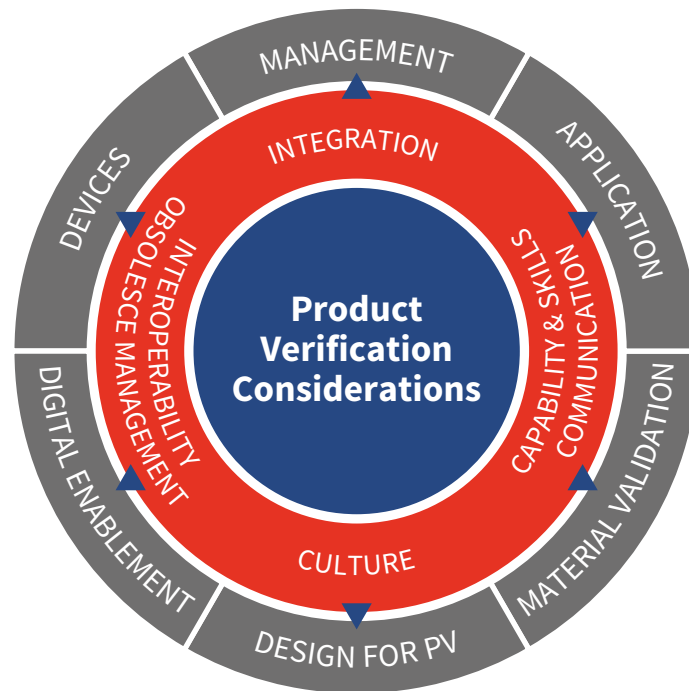 MANAGEMENT
APPLICATION
MATERIAL VALIDATION
DESIGN FOR PV
DIGITAL ENABLEMENT
DEVICES
INTEGRATION
COMMUNICATION
CAPABILITY & SKILLS
CULTURE
OBSOLESCE MANAGEMENT
INTEROPERABILITY
Product
Verification
Considerations